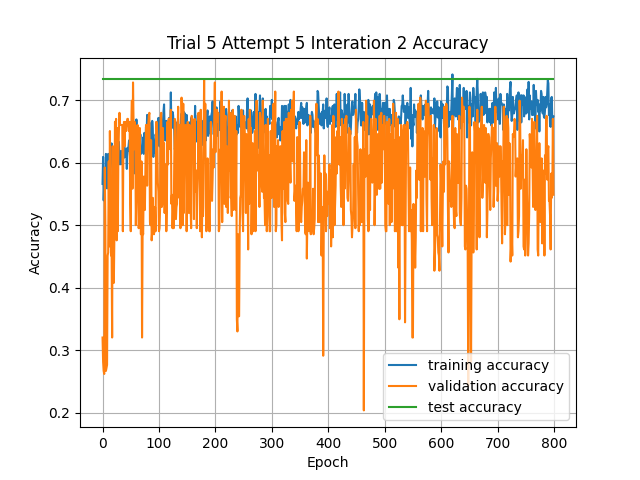 Trial 5 Attempt 5 Interation 2 Accuracy
Accuracy
0.7
0.6
0.5
0.4
0.3
0.2
0 100 200 300 400 500 600 700 800
Epoch
training accuracy
validation accuracy
test accuracy